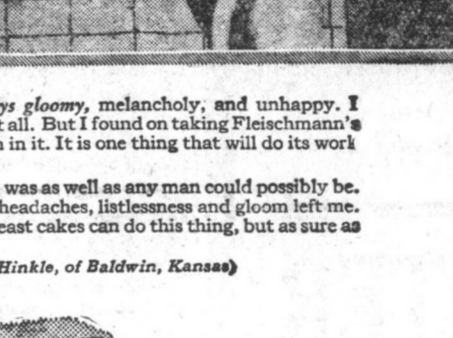 ys gloomy, melancholy, and unhappy. I
t all. But I found on taking Fleischmann's
n in it. It is one thing that will do its work
was as well as any man could possibly be.
headaches, listlessness and gloom left me.
east cakes can do this thing, but as sure as
Hinkle, of Baldwin, Kansas)